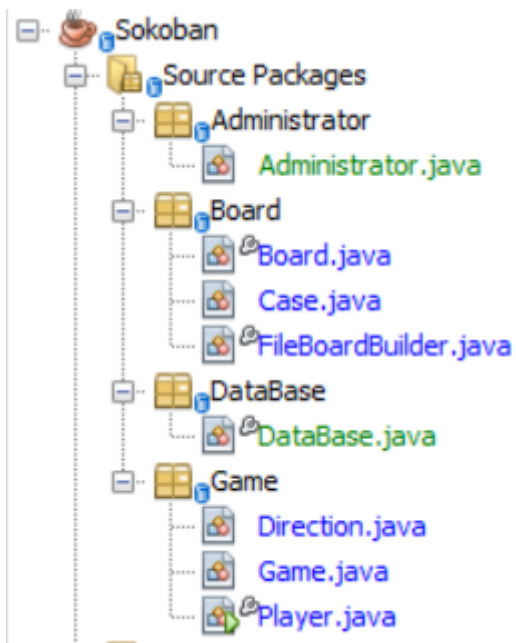 Sokoban
Source Packages
Administrator
Administrator.java
Board
Board.java
Case.java
FileBoardBuilder.java
DataBase
DataBase.java
Game
Direction.java
Game.java
Player.java